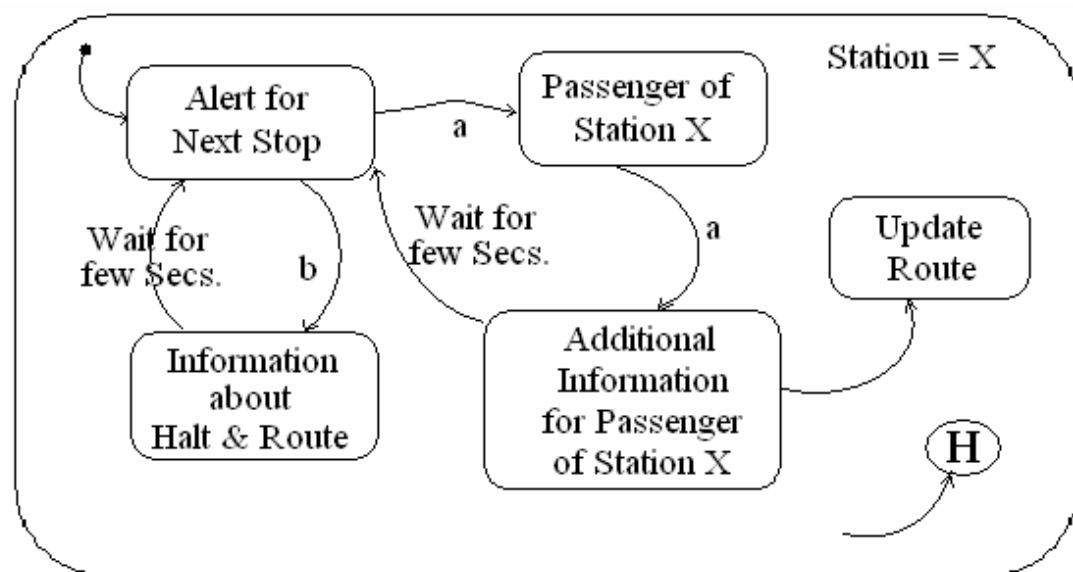 Station = X
Alert for
Next Stop
a
Passenger of
Station X
Wait for
few Secs.
b
Wait for
few Secs.
a
Update
Route
Information
about
Halt & Route
Additional
Information
for Passenger
of Station X
H